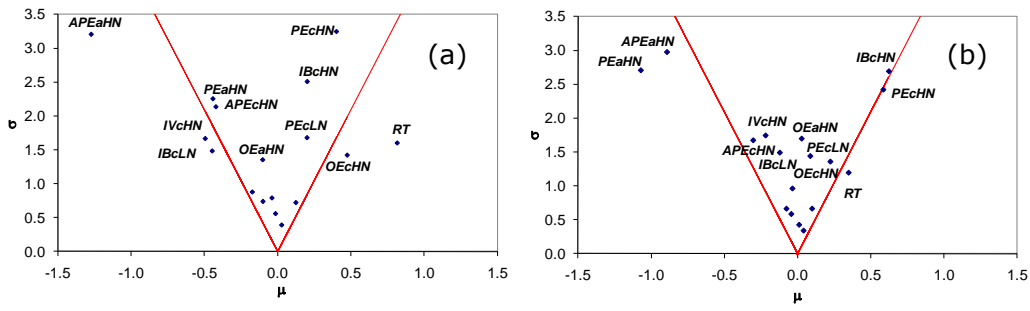 3.5
3.0
2.5
2.0
1.5
1.0
0.5
0.0
σ
APEaHN
PEcHN
(a)
IBcHN
PEaHN
APEcHN
IVcHN
PEcLN
RT
IBcLN
OEaHN
OEcHN
-1.5 -1.0 -0.5 0.0 0.5 1.0 1.5
μ
3.5
3.0
2.5
2.0
1.5
1.0
0.5
0.0
σ
APEaHN
IBcHN
(b)
PEaHN
PEcHN
IVcHN
OEaHN
APEcHN
PEcLN
IBcLN
OEcHN
RT
-1.5 -1.0 -0.5 0.0 0.5 1.0 1.5
μ